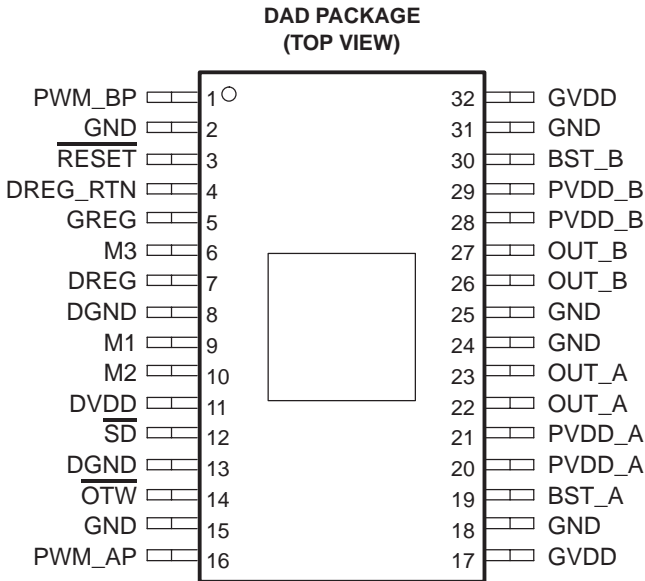 DAD PACKAGE
(TOP VIEW)
PWM_BP 1 32 GVDD
GND 2 31 GND
RESET 3 30 BST_B
DREG_RTN 4 29 PVDD_B
GREG 5 28 PVDD_B
M3 6 27 OUT_B
DREG 7 26 OUT_B
DGND 8 25 GND
M1 9 24 GND
M2 10 23 OUT_A
DVDD 11 22 OUT_A
SD 12 21 PVDD_A
DGND 13 20 PVDD_A
OTW 14 19 BST_A
GND 15 18 GND
PWM_AP 16 17 GVDD